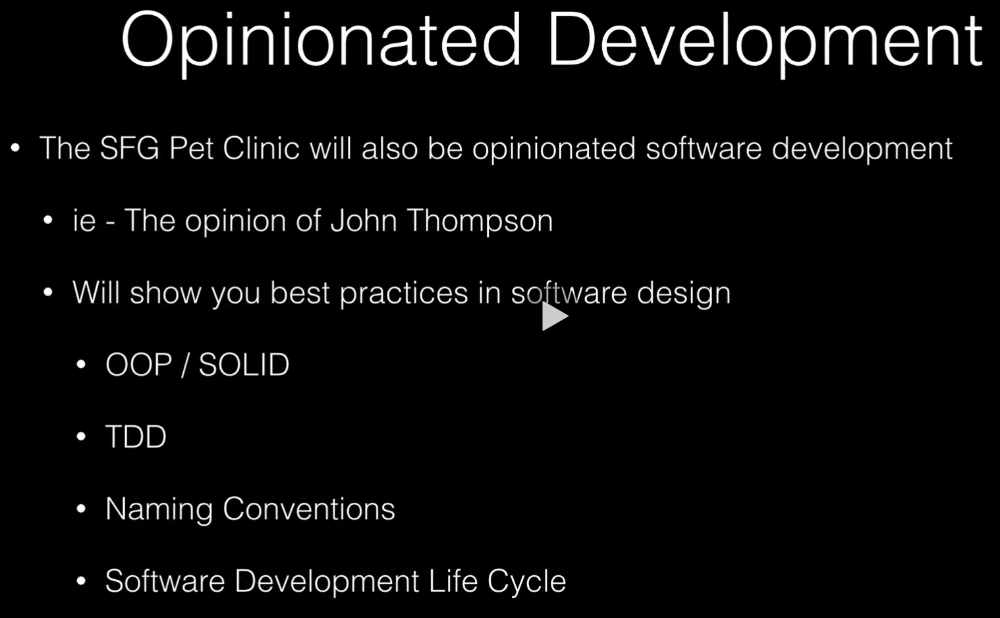 Opinionated Development
• The SFG Pet Clinic will also be opinionated software development
• ie - The opinion of John Thompson
• Will show you best practices in software design
• OOP / SOLID
• TDD
• Naming Conventions
• Software Development Life Cycle